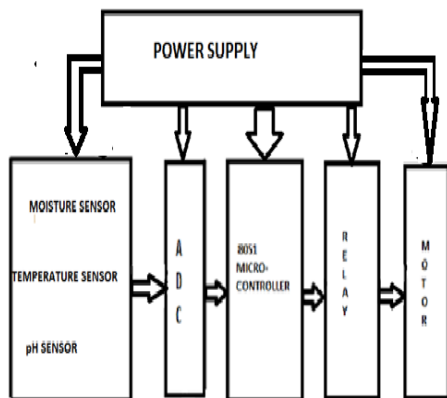 POWER SUPPLY
MOISTURE SENSOR
TEMPERATURE SENSOR
pH SENSOR
A
D
C
8051
MICRO-
CONTROLLER
R
E
L
A
Y
M
O
T
O
R